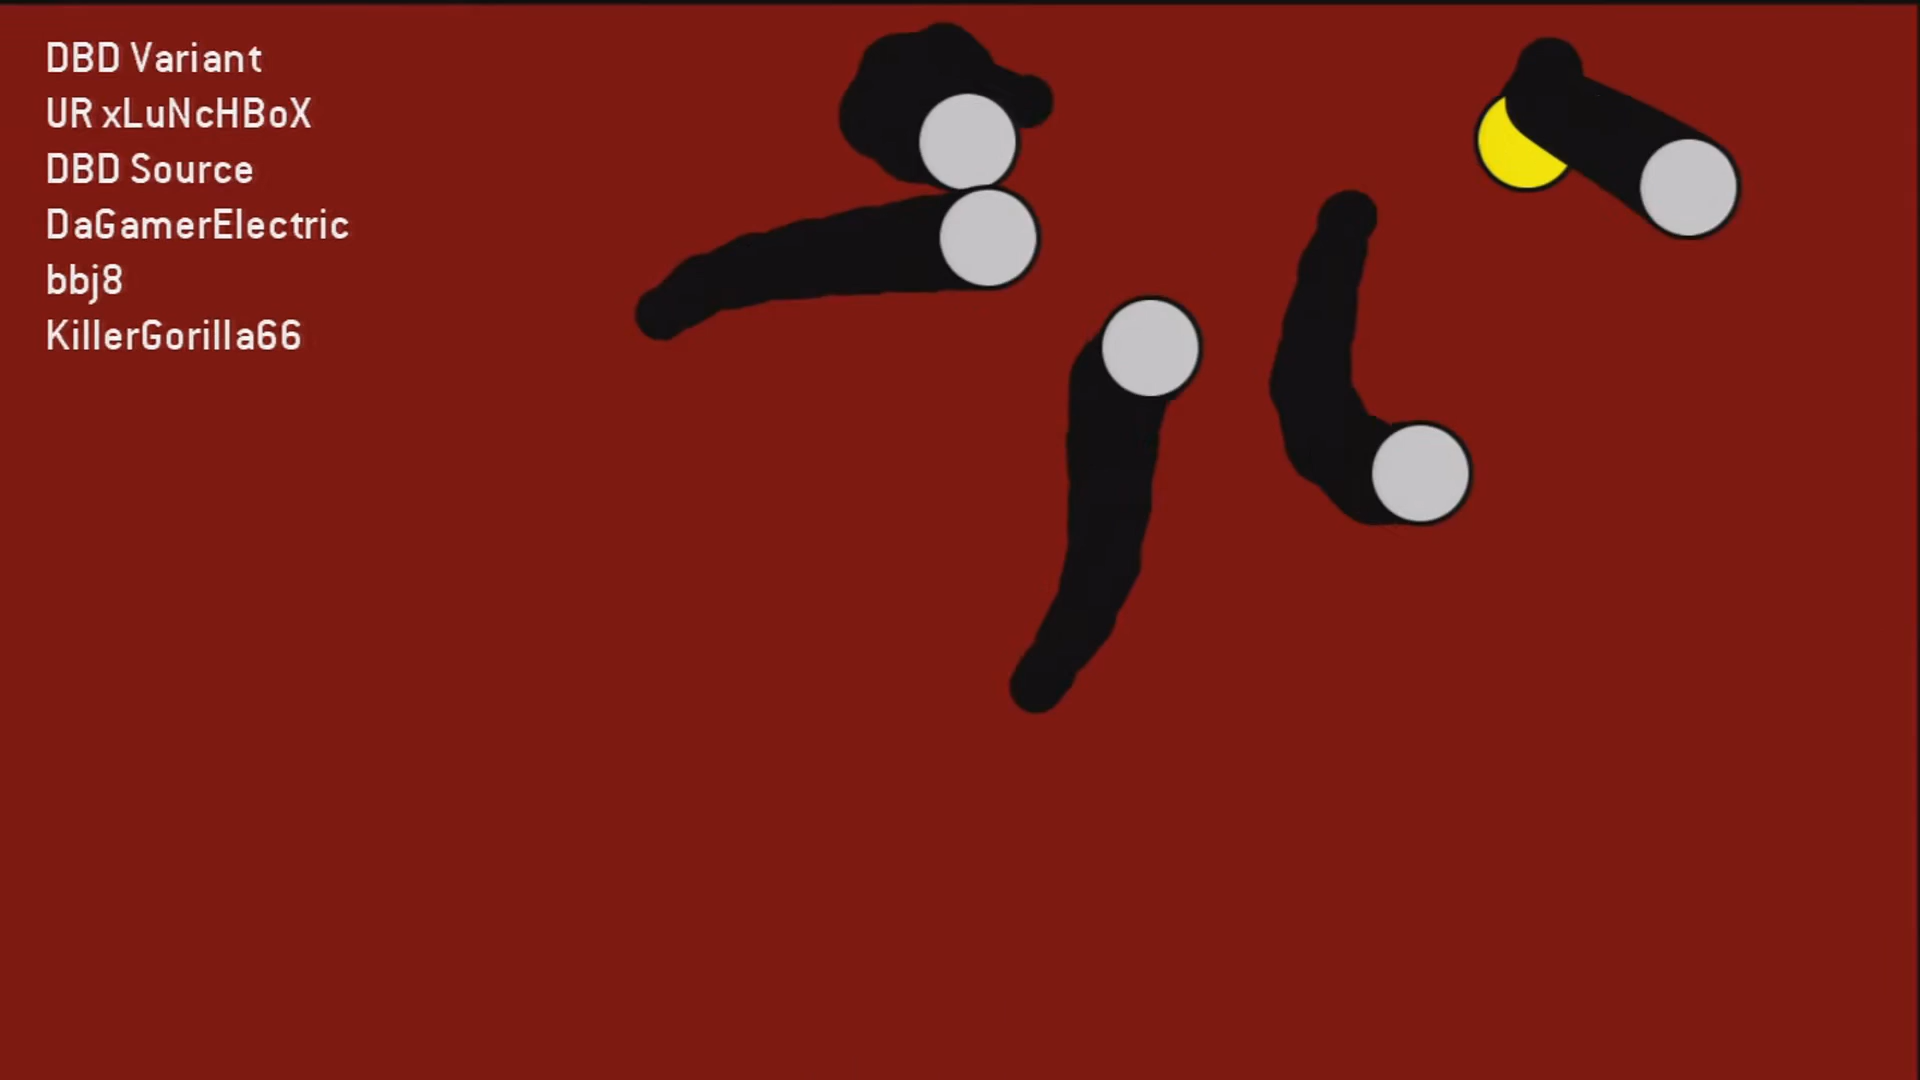 DBD Variant
UR xLuNcHBoX
DBD Source
DaGamerElectric
bbj8
KillerGorilla66